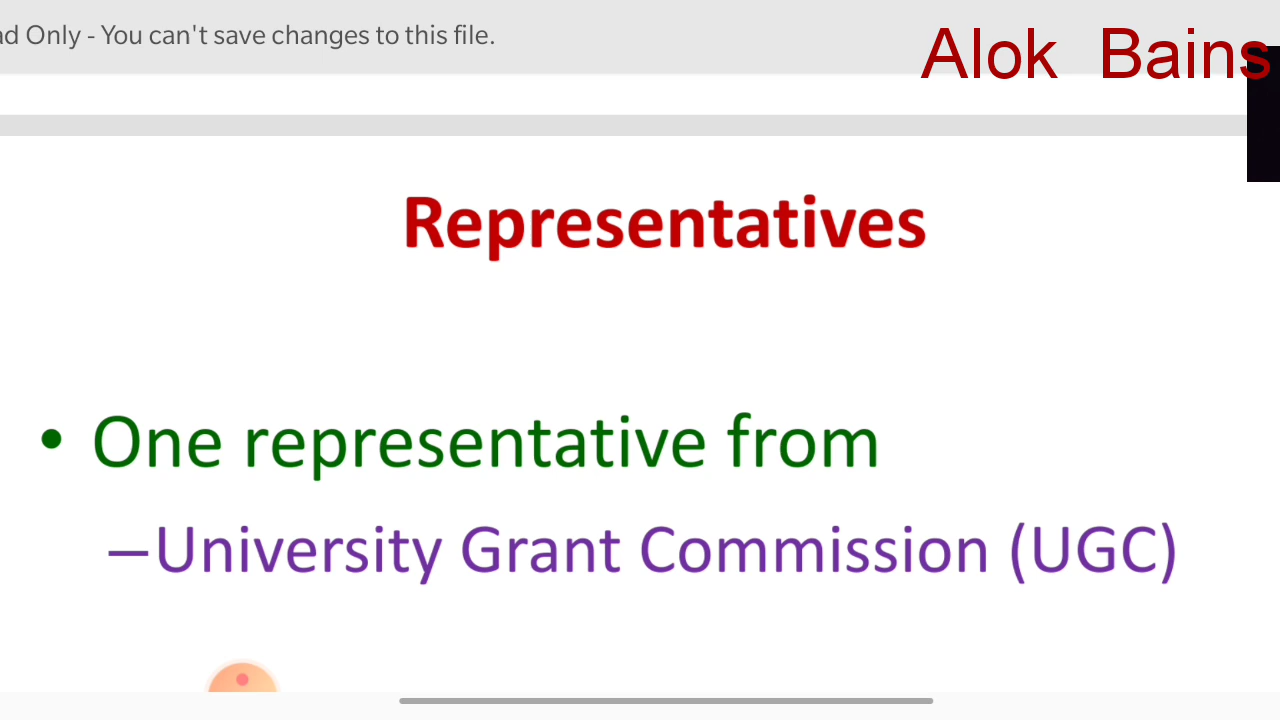 ad Only - You can't save changes to this file.
Alok Bains
Representatives
• One representative from
–University Grant Commission (UGC)